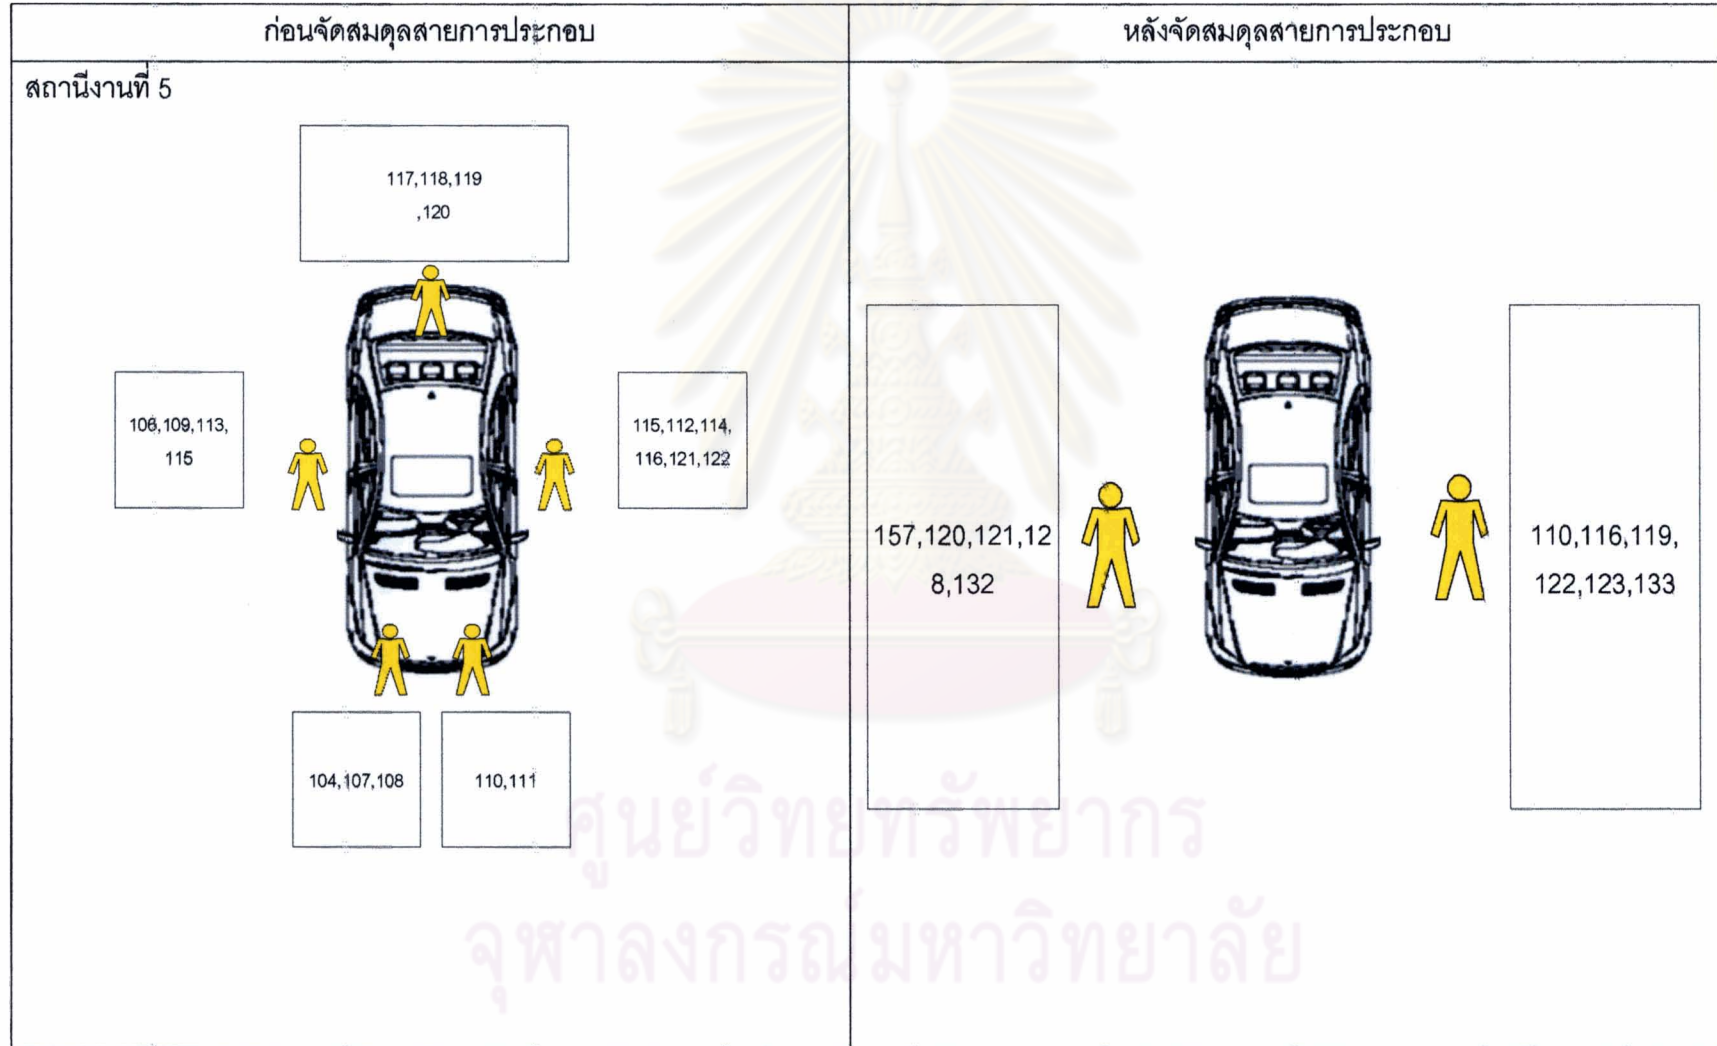 ก่อนจัดสมดุลสายการประกอบ
หลังจัดสมดุลสายการประกอบ
สถานีงานที่ 5
117,118,119
,120
106,109,113,
115
115,112,114,
116,121,122
104,107,108
110,111
157,120,121,12
8,132
110,116,119,
122,123,133
ศูนย์วิทยทรัพยากร
จุฬาลงกรณ์มหาวิทยาลัย